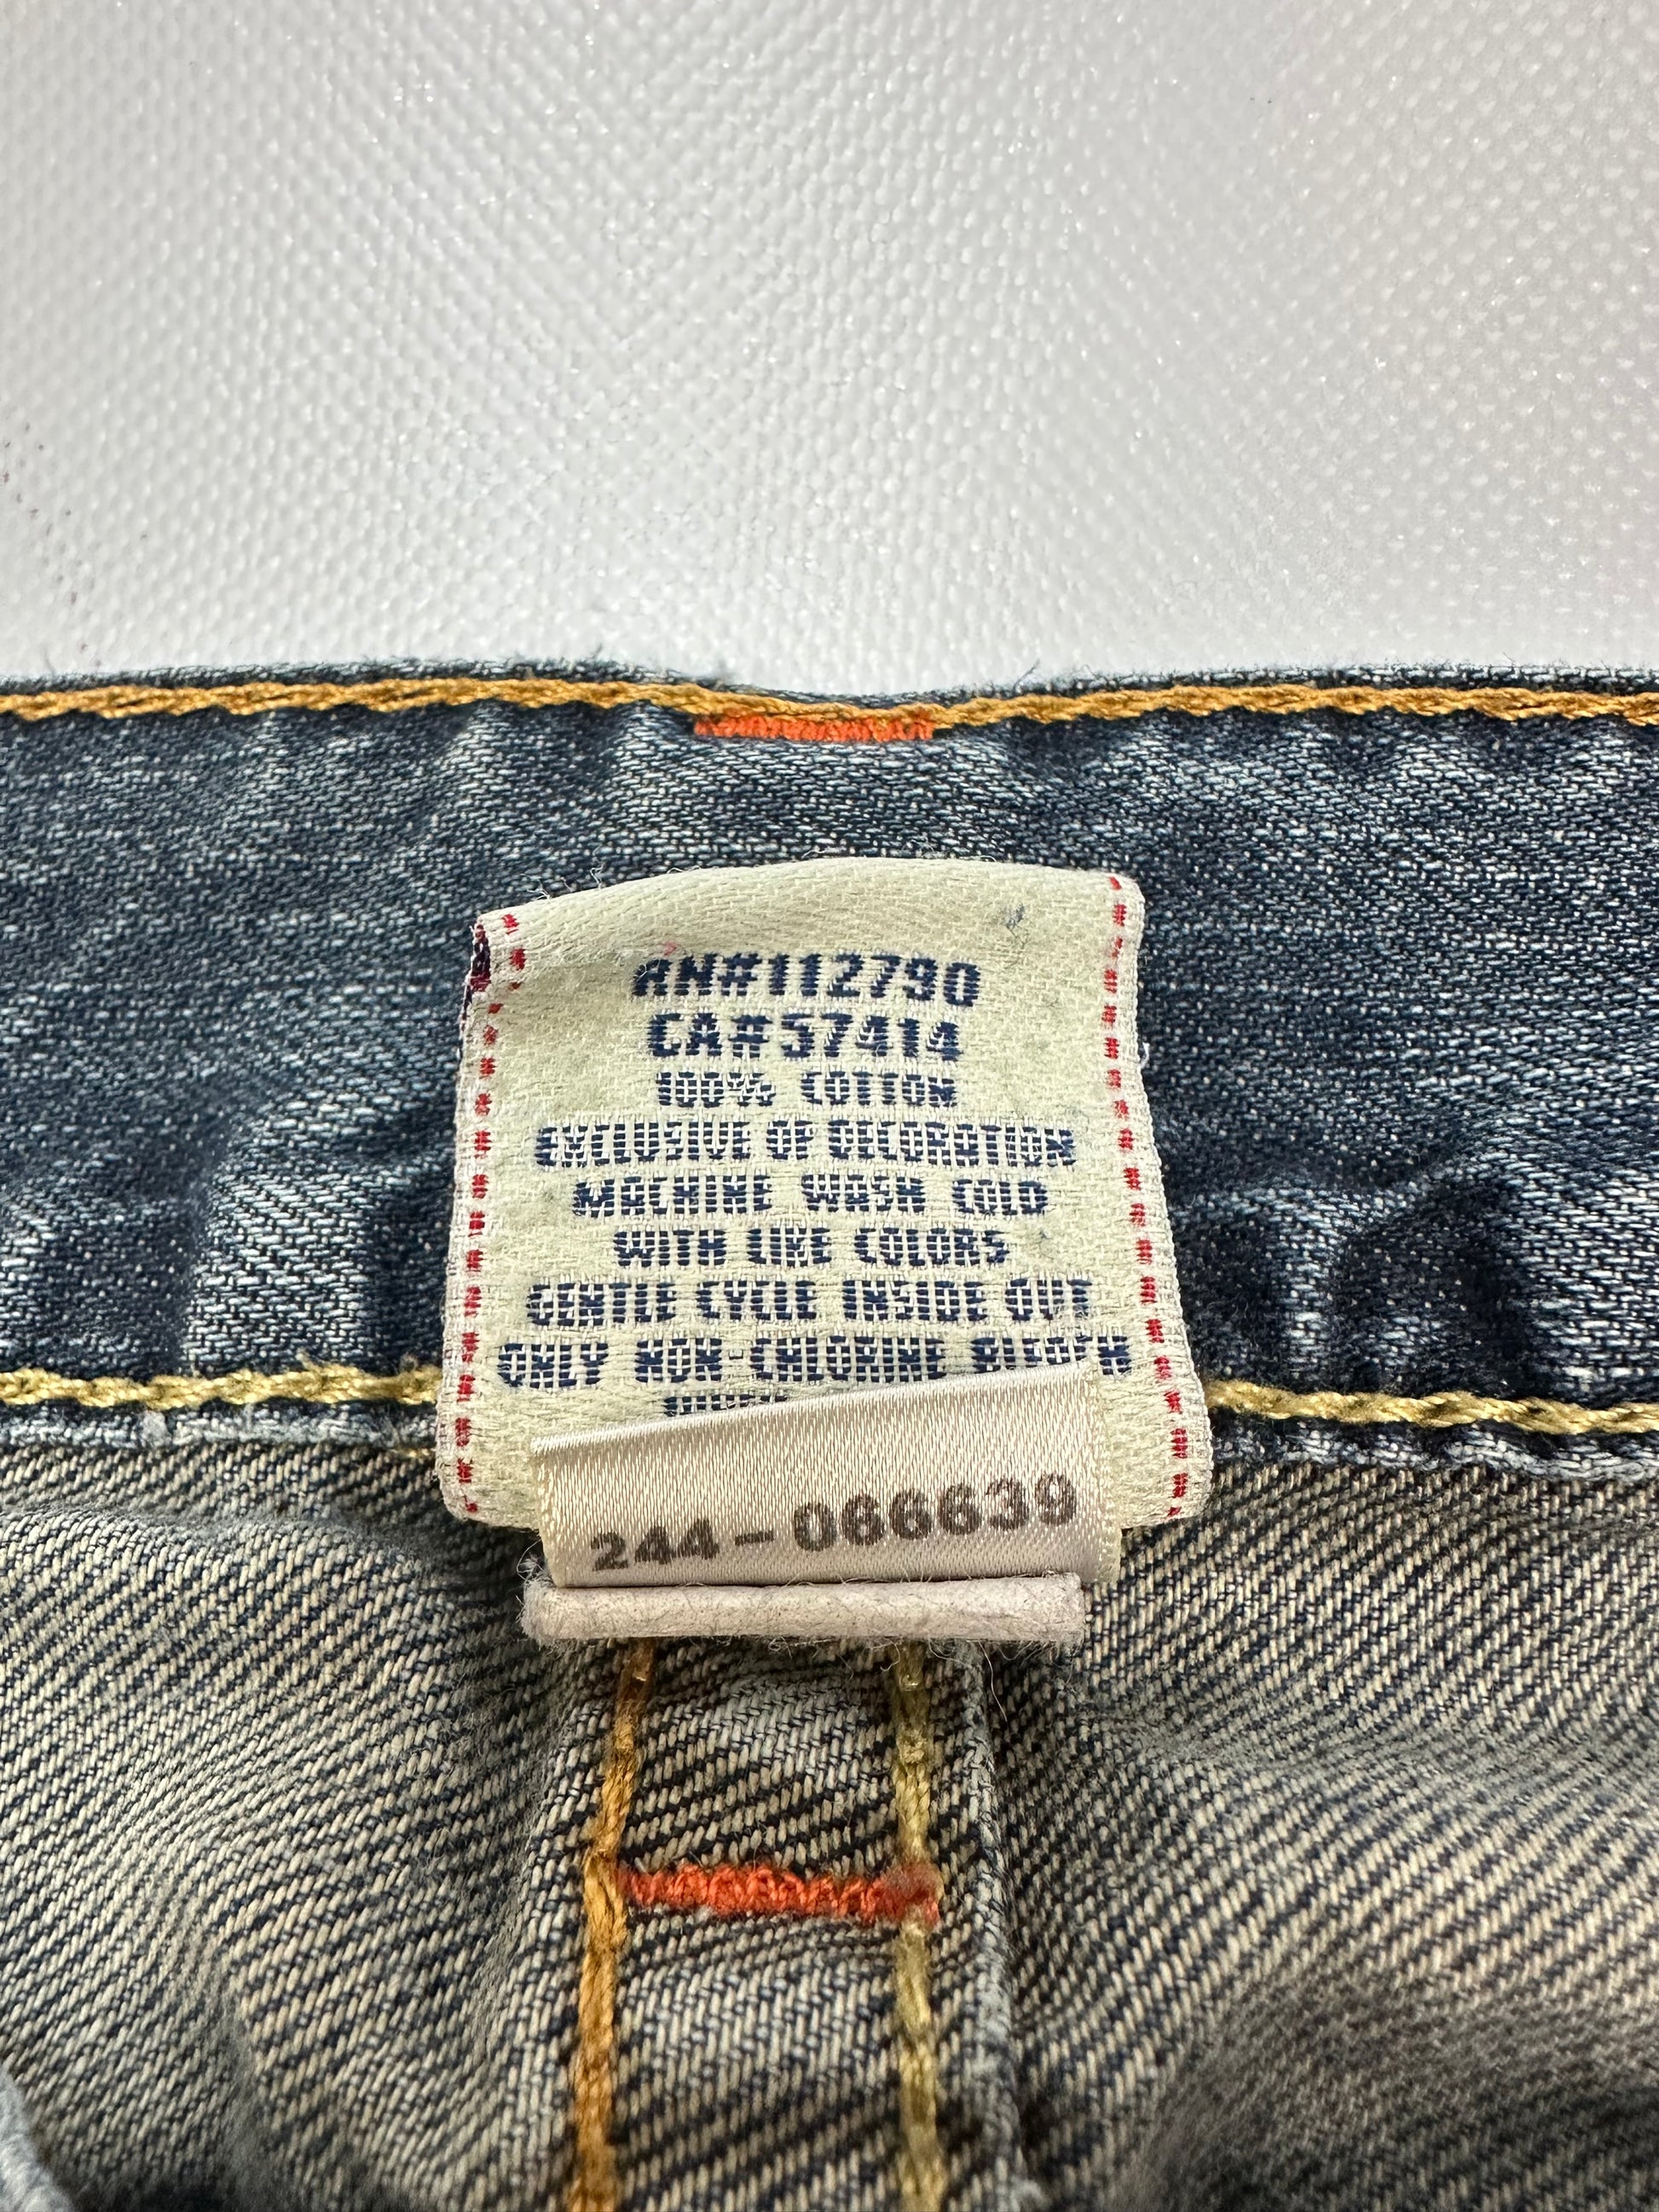 RN#112790
CA#57414
100% COTTON
EXCLUSIVE OF DECORATION
MACHINE WASH COLD
WITH LIKE COLORS
GENTLE CYCLE INSIDE OUT
ONLY NON-CHLORINE BLEACH
244-066639